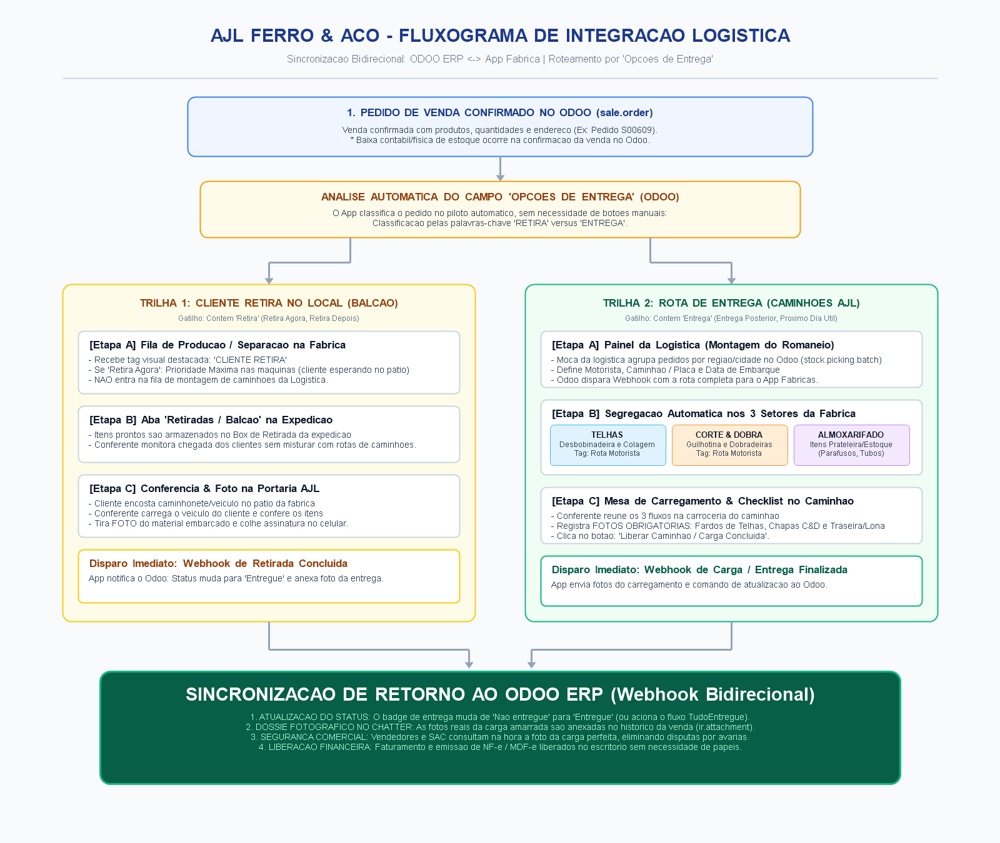 AJL FERRO & ACO - FLUXOGRAMA DE INTEGRACAO LOGISTICA
Sincronizacao Bidirecional: ODOO ERP <-> App Fabrica | Roteamento por 'Opcoes de Entrega'
1. PEDIDO DE VENDA CONFIRMADO NO ODOO (sale.order)
Venda confirmada com produtos, quantidades e endereco (Ex: Pedido S00609).
* Baixa contabil/fisica de estoque ocorre na confirmacao da venda no Odoo.
ANALISE AUTOMATICA DO CAMPO 'OPCOES DE ENTREGA' (ODOO)
O App classifica o pedido no piloto automatico, sem necessidade de botoes manuais:
Classificacao pelas palavras-chave 'RETIRA' versus 'ENTREGA'.
TRILHA 1: CLIENTE RETIRA NO LOCAL (BALCAO)
Gatilho: Contem 'Retira' (Retira Agora, Retira Depois)
[Etapa A] Fila de Producao / Separacao na Fabrica
- Recebe tag visual destacada: 'CLIENTE RETIRA'
- Se 'Retira Agora': Prioridade Maxima nas maquinas (cliente esperando no patio)
- NAO entra na fila de montagem de caminhoes da Logistica.
[Etapa B] Aba 'Retiradas / Balcao' na Expedicao
- Itens prontos sao armazenados no Box de Retirada da expedicao
- Conferente monitora chegada dos clientes sem misturar com rotas de caminhoes.
[Etapa C] Conferencia & Foto na Portaria AJL
- Cliente encosta caminhonete/veiculo no patio da fabrica
- Conferente carrega o veiculo do cliente e confere os itens
- Tira FOTO do material embarcado e colhe assinatura no celular.
Disparo Imediato: Webhook de Retirada Concluida
App notifica o Odoo: Status muda para 'Entregue' e anexa foto da entrega.
TRILHA 2: ROTA DE ENTREGA (CAMINHOES AJL)
Gatilho: Contem 'Entrega' (Entrega Posterior, Proximo Dia Util)
[Etapa A] Painel da Logistica (Montagem do Romaneio)
- Moca da logistica agrupa pedidos por regiao/cidade no Odoo (stock.picking.batch)
- Define Motorista, Caminhao / Placa e Data de Embarque
- Odoo dispara Webhook com a rota completa para o App Fabricas.
[Etapa B] Segregacao Automatica nos 3 Setores da Fabrica
TELHAS
Desbobinadeira e Colagem
Tag: Rota Motorista
CORTE & DOBRA
Guilhotina e Dobradeiras
Tag: Rota Motorista
ALMOXARIFADO
Itens Prateleira/Estoque
(Parafusos, Tubos)
[Etapa C] Mesa de Carregamento & Checklist no Caminhao
- Conferente reune os 3 fluxos na carroceria do caminhao
- Registra FOTOS OBRIGATORIAS: Fardos de Telhas, Chapas C&D e Traseira/Lona
- Clica no botao: 'Liberar Caminhao / Carga Concluida'.
Disparo Imediato: Webhook de Carga / Entrega Finalizada
App envia fotos do carregamento e comando de atualizacao ao Odoo.
SINCRONIZACAO DE RETORNO AO ODOO ERP (Webhook Bidirecional)
1. ATUALIZACAO DO STATUS: O badge de entrega muda de 'Nao entregue' para 'Entregue' (ou aciona o fluxo TudoEntregue).
2. DOSSIE FOTOGRAFICO NO CHATTER: As fotos reais da carga amarrada sao anexadas no historico da venda (ir.attachment).
3. SEGURANCA COMERCIAL: Vendedores e SAC consultam na hora a foto da carga perfeita, eliminando disputas por avarias.
4. LIBERACAO FINANCEIRA: Faturamento e emissao de NF-e / MDF-e liberados no escritorio sem necessidade de papeis.